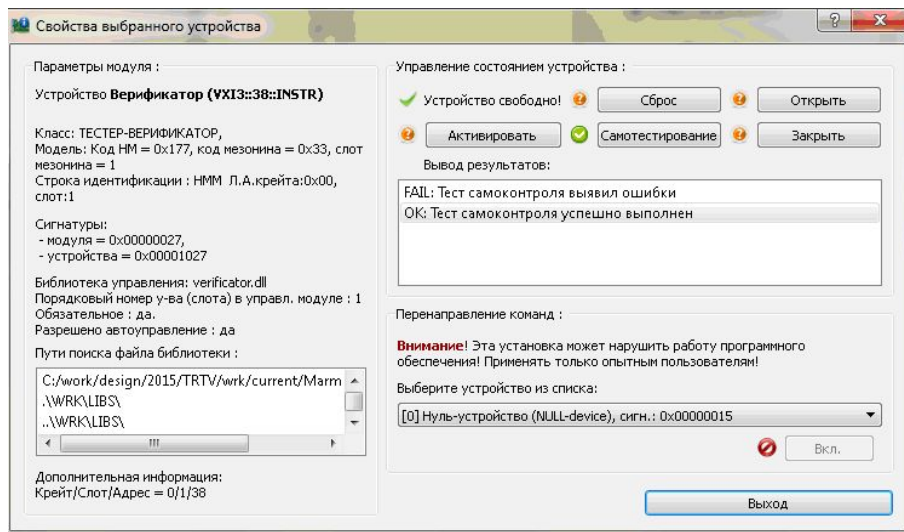 Свойства выбранного устройства
Параметры модуля :
Устройство Верификатор (VXI3::38::INSTR)
Класс: ТЕСТЕР-ВЕРИФИКАТОР,
Модель: Код НМ = 0x177, код мезонина = 0x33, слот
мезонина = 1
Строка идентификации : НММ Л.А.крейта:0x00,
слот:1
Сигнатуры:
- модуля = 0x00000027,
- устройства = 0x00001027
Библиотека управления: verificator.dll
Порядковый номер у-ва (слота) в управл. модуле : 1
Обязательное : да.
Разрешено автоуправление : да
Пути поиска файла библиотеки :
C:/work/design/2015/TRTV/wrk/current/Marm
.\WRK\LIBS\
..\WRK\LIBS\
Дополнительная информация:
Крейт/Слот/Адрес = 0/1/38
Управление состоянием устройства :
Устройство свободно! Сброс Открыть
Активировать Самотестирование Закрыть
Вывод результатов:
FAIL: Тест самоконтроля выявил ошибки
OK: Тест самоконтроля успешно выполнен
Перенаправление команд :
Внимание! Эта установка может нарушить работу программного
обеспечения! Применять только опытным пользователям!
Выберите устройство из списка:
[0] Нуль-устройство (NULL-device), сигн.: 0x00000015
Вкл.
Выход